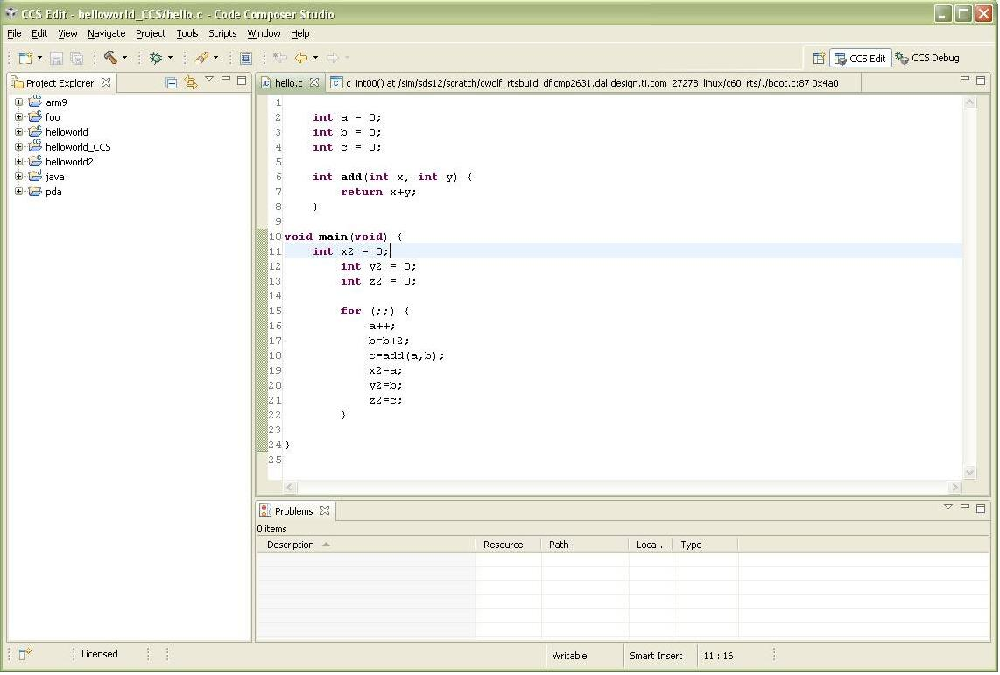 CCS Edit - helloworld_CCS/hello.c - Code Composer Studio
File Edit View Navigate Project Tools Scripts Window Help
CCS Edit CCS Debug
Project Explorer
arm9
foo
helloworld
helloworld_CCS
helloworld2
java
pda
hello.c c_int00() at /sim/sds12/scratch/cwolf_rtsbuild_dflcmp2631.dal.design.ti.com_27278_linux/c60_rts/./boot.c:87 0x4a0
1
2 int a = 0;
3 int b = 0;
4 int c = 0;
5
6 int add(int x, int y) {
7 return x+y;
8 }
9
10 void main(void) {
11 int x2 = 0;
12 int y2 = 0;
13 int z2 = 0;
14
15 for (;;) {
16 a++;
17 b=b+2;
18 c=add(a,b);
19 x2=a;
20 y2=b;
21 z2=c;
22 }
23
24 }
25
Problems
0 items
Description Resource Path Loca... Type
Licensed Writable Smart Insert 11 : 16